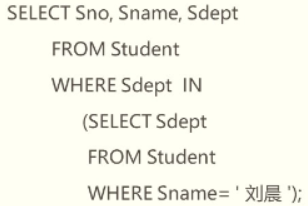 SELECT Sno, Sname, Sdept
FROM Student
WHERE Sdept IN
(SELECT Sdept
FROM Student
WHERE Sname= ' 刘晨 ');